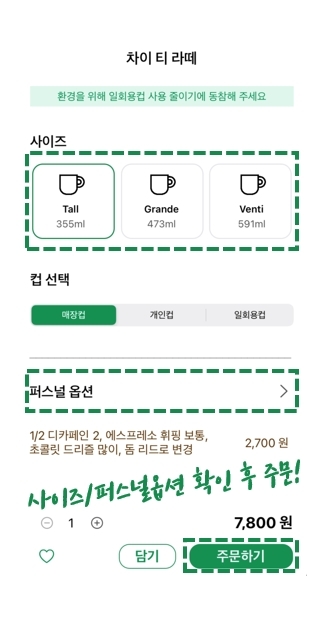 차이 티 라떼
환경을 위해 일회용컵 사용 줄이기에 동참해 주세요
사이즈
Tall
355ml
Grande
473ml
Venti
591ml
컵 선택
매장컵 개인컵 일회용컵
퍼스널 옵션
1/2 디카페인 2, 에스프레소 휘핑 보통,
초콜릿 드리즐 많이, 돔 리드로 변경
2,700 원
사이즈/퍼스널옵션 확인 후 주문!
1
7,800 원
담기 주문하기